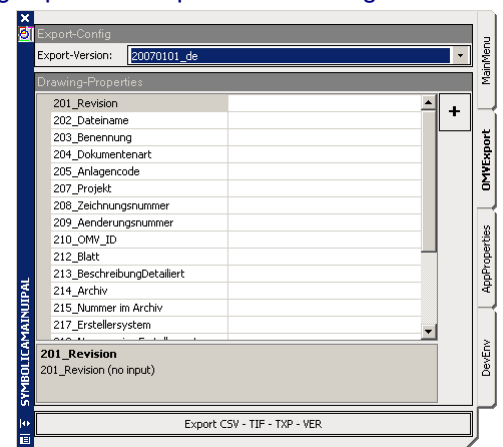 Export-Config
Export-Version: 20070101_de
Drawing-Properties
201_Revision
202_Dateiname
203_Benennung
204_Dokumentenart
205_Anlagencode
207_Projekt
208_Zeichnungsnummer
209_Aenderungsnummer
210_OMV_ID
212_Blatt
213_BeschreibungDetailiert
214_Archiv
215_Nummer im Archiv
217_Erstellersystem
+
201_Revision
201_Revision (no input)
Export CSV - TIF - TXP - VER
SYMBOLICAMAINUIPAL
MainMenu
OMVExport
AppProperties
DevEnv